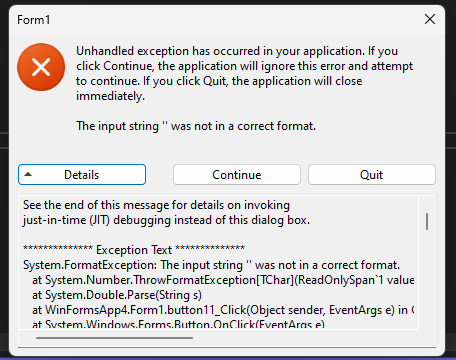 Form1
Unhandled exception has occurred in your application. If you
click Continue, the application will ignore this error and attempt
to continue. If you click Quit, the application will close
immediately.
The input string '' was not in a correct format.
Details
Continue
Quit
See the end of this message for details on invoking
just-in-time (JIT) debugging instead of this dialog box.
************** Exception Text **************
System.FormatException: The input string '' was not in a correct format.
at System.Number.ThrowFormatException[TChar](ReadOnlySpan`1 value
at System.Double.Parse(String s)
at WinFormsApp4.Form1.button11_Click(Object sender, EventArgs e) in
at System.Windows.Forms.Button.OnClick(EventArgs e)